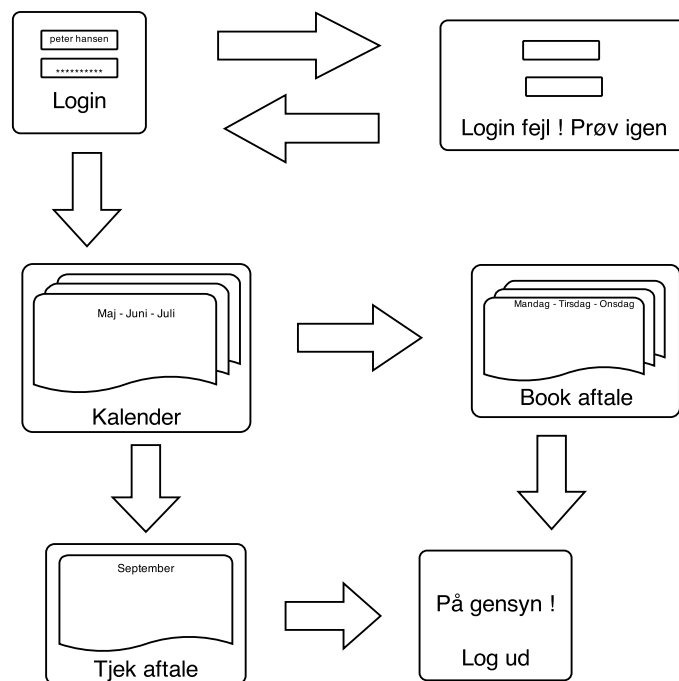 peter hansen
**********
Login
Login fejl ! Prøv igen
Maj - Juni - Juli
Kalender
Mandag - Tirsdag - Onsdag
Book aftale
September
Tjek aftale
På gensyn !
Log ud